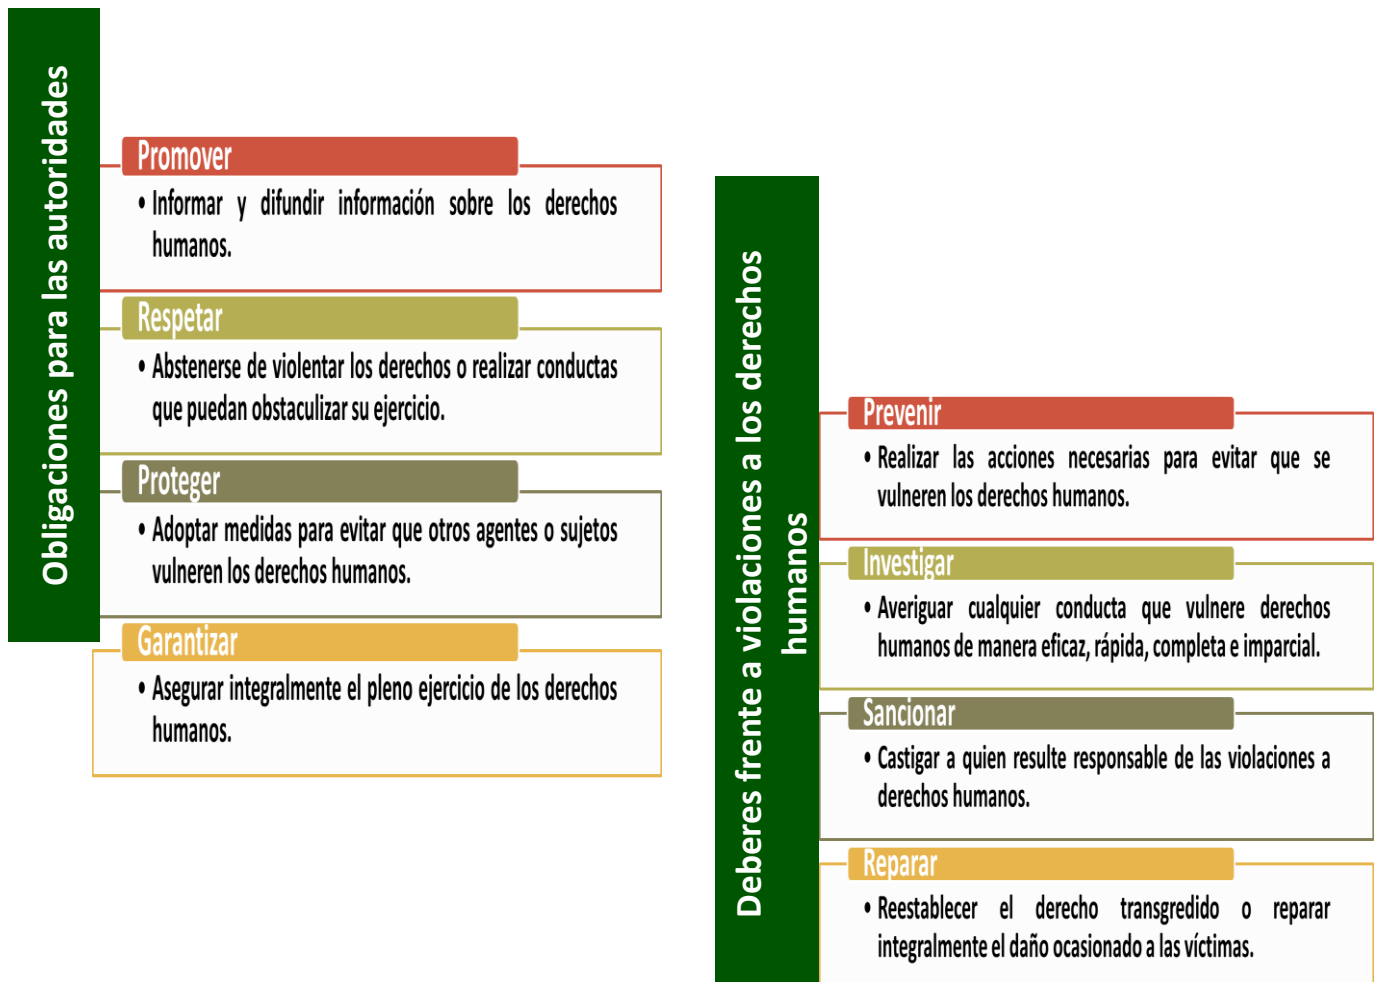 Obligaciones para las autoridades
Promover
• Informar y difundir información sobre los derechos
humanos.
Respetar
• Abstenerse de violentar los derechos o realizar conductas
que puedan obstaculizar su ejercicio.
Proteger
• Adoptar medidas para evitar que otros agentes o sujetos
vulneren los derechos humanos.
Garantizar
• Asegurar integralmente el pleno ejercicio de los derechos
humanos.
Deberes frente a violaciones a los derechos
humanos
Prevenir
• Realizar las acciones necesarias para evitar que se
vulneren los derechos humanos.
Investigar
• Averiguar cualquier conducta que vulnere derechos
humanos de manera eficaz, rápida, completa e imparcial.
Sancionar
• Castigar a quien resulte responsable de las violaciones a
derechos humanos.
Reparar
• Reestablecer el derecho transgredido o reparar
integralmente el daño ocasionado a las víctimas.